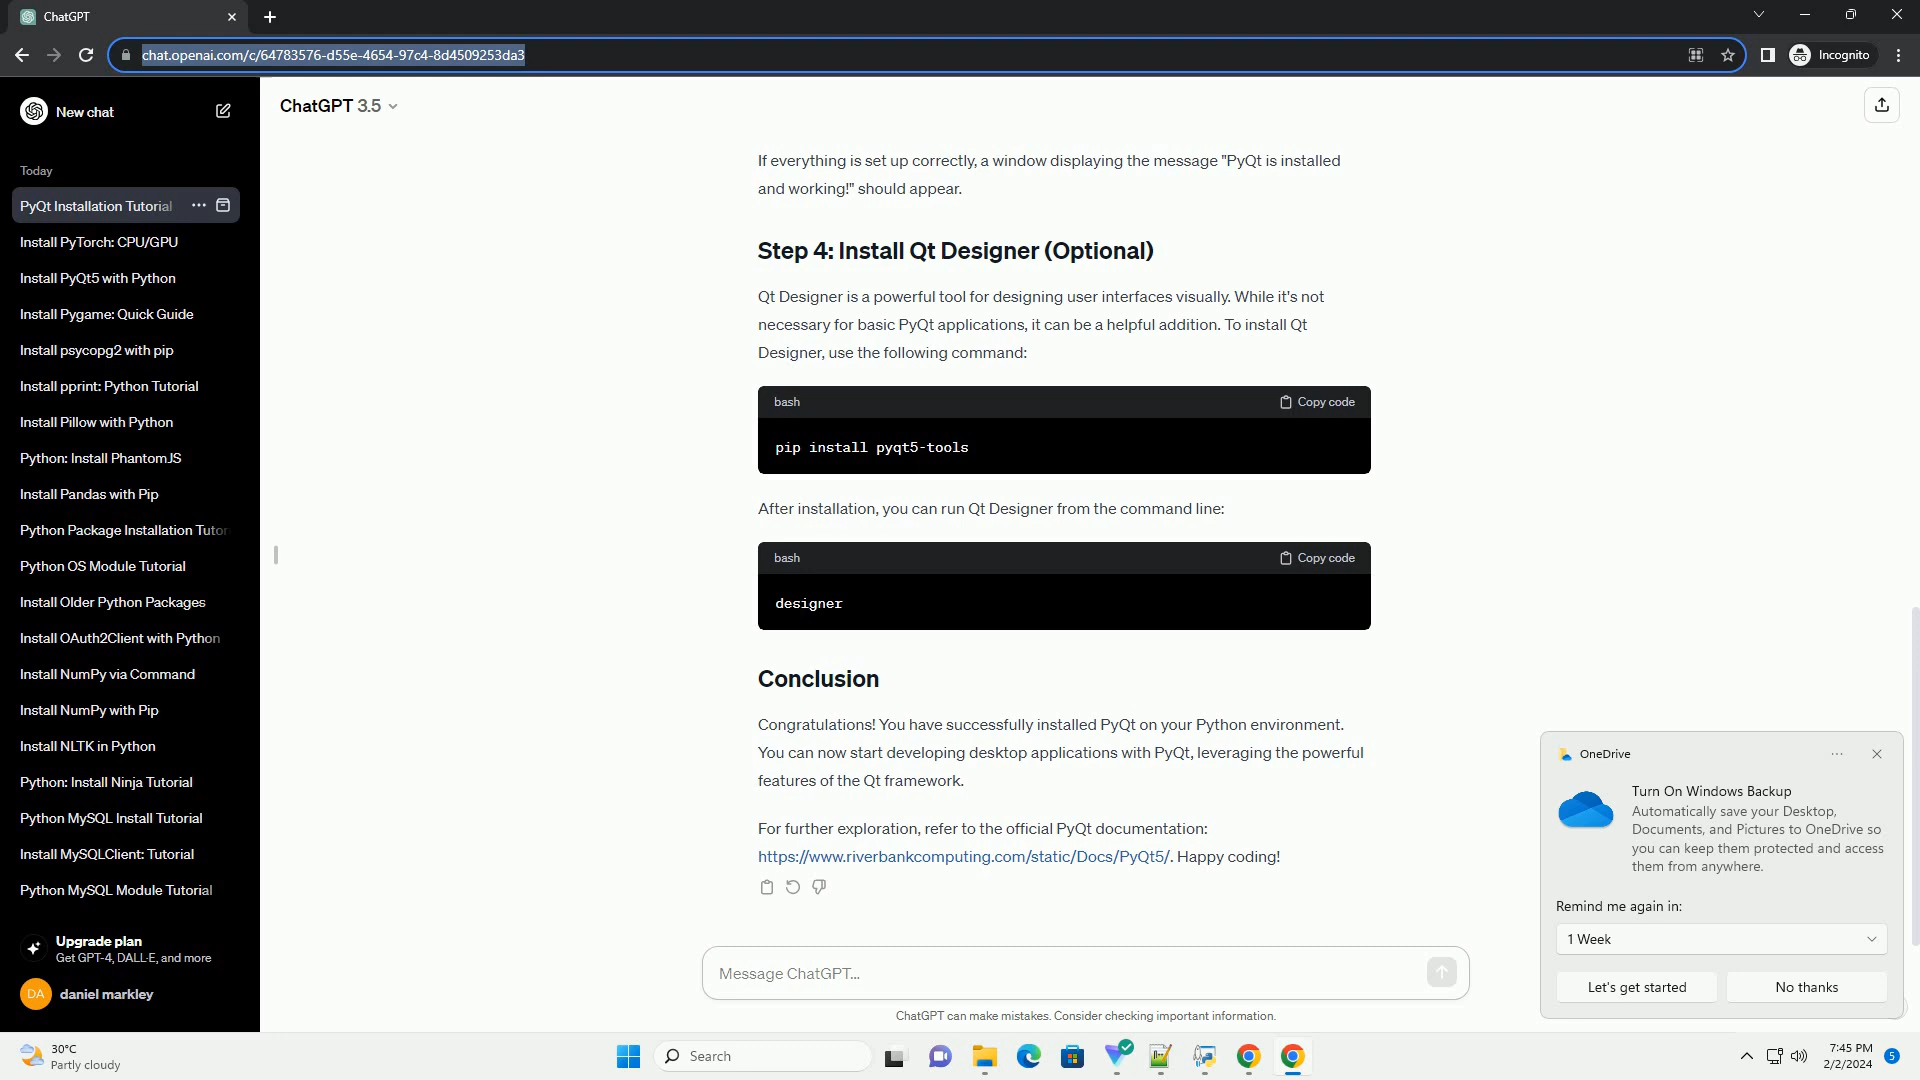 ChatGPT
chat.openai.com/c/64783576-d55e-4654-97c4-8d4509253da3
Incognito
New chat
Today
PyQt Installation Tutorial
Install PyTorch: CPU/GPU
Install PyQt5 with Python
Install Pygame: Quick Guide
Install psycopg2 with pip
Install pprint: Python Tutorial
Install Pillow with Python
Python: Install PhantomJS
Install Pandas with Pip
Python Package Installation Tutor
Python OS Module Tutorial
Install Older Python Packages
Install OAuth2Client with Python
Install NumPy via Command
Install NumPy with Pip
Install NLTK in Python
Python: Install Ninja Tutorial
Python MySQL Install Tutorial
Install MySQLClient: Tutorial
Python MySQL Module Tutorial
Upgrade plan
Get GPT-4, DALL·E, and more
DA
daniel markley
ChatGPT 3.5
If everything is set up correctly, a window displaying the message "PyQt is installed
and working!" should appear.
Step 4: Install Qt Designer (Optional)
Qt Designer is a powerful tool for designing user interfaces visually. While it's not
necessary for basic PyQt applications, it can be a helpful addition. To install Qt
Designer, use the following command:
bash
Copy code
pip install pyqt5-tools
After installation, you can run Qt Designer from the command line:
bash
Copy code
designer
Conclusion
Congratulations! You have successfully installed PyQt on your Python environment.
You can now start developing desktop applications with PyQt, leveraging the powerful
features of the Qt framework.
For further exploration, refer to the official PyQt documentation:
https://www.riverbankcomputing.com/static/Docs/PyQt5/. Happy coding!
Message ChatGPT...
ChatGPT can make mistakes. Consider checking important information.
OneDrive
Turn On Windows Backup
Automatically save your Desktop,
Documents, and Pictures to OneDrive so
you can keep them protected and access
them from anywhere.
Remind me again in:
1 Week
Let's get started
No thanks
30°C
Partly cloudy
Search
7:45 PM
2/2/2024
5